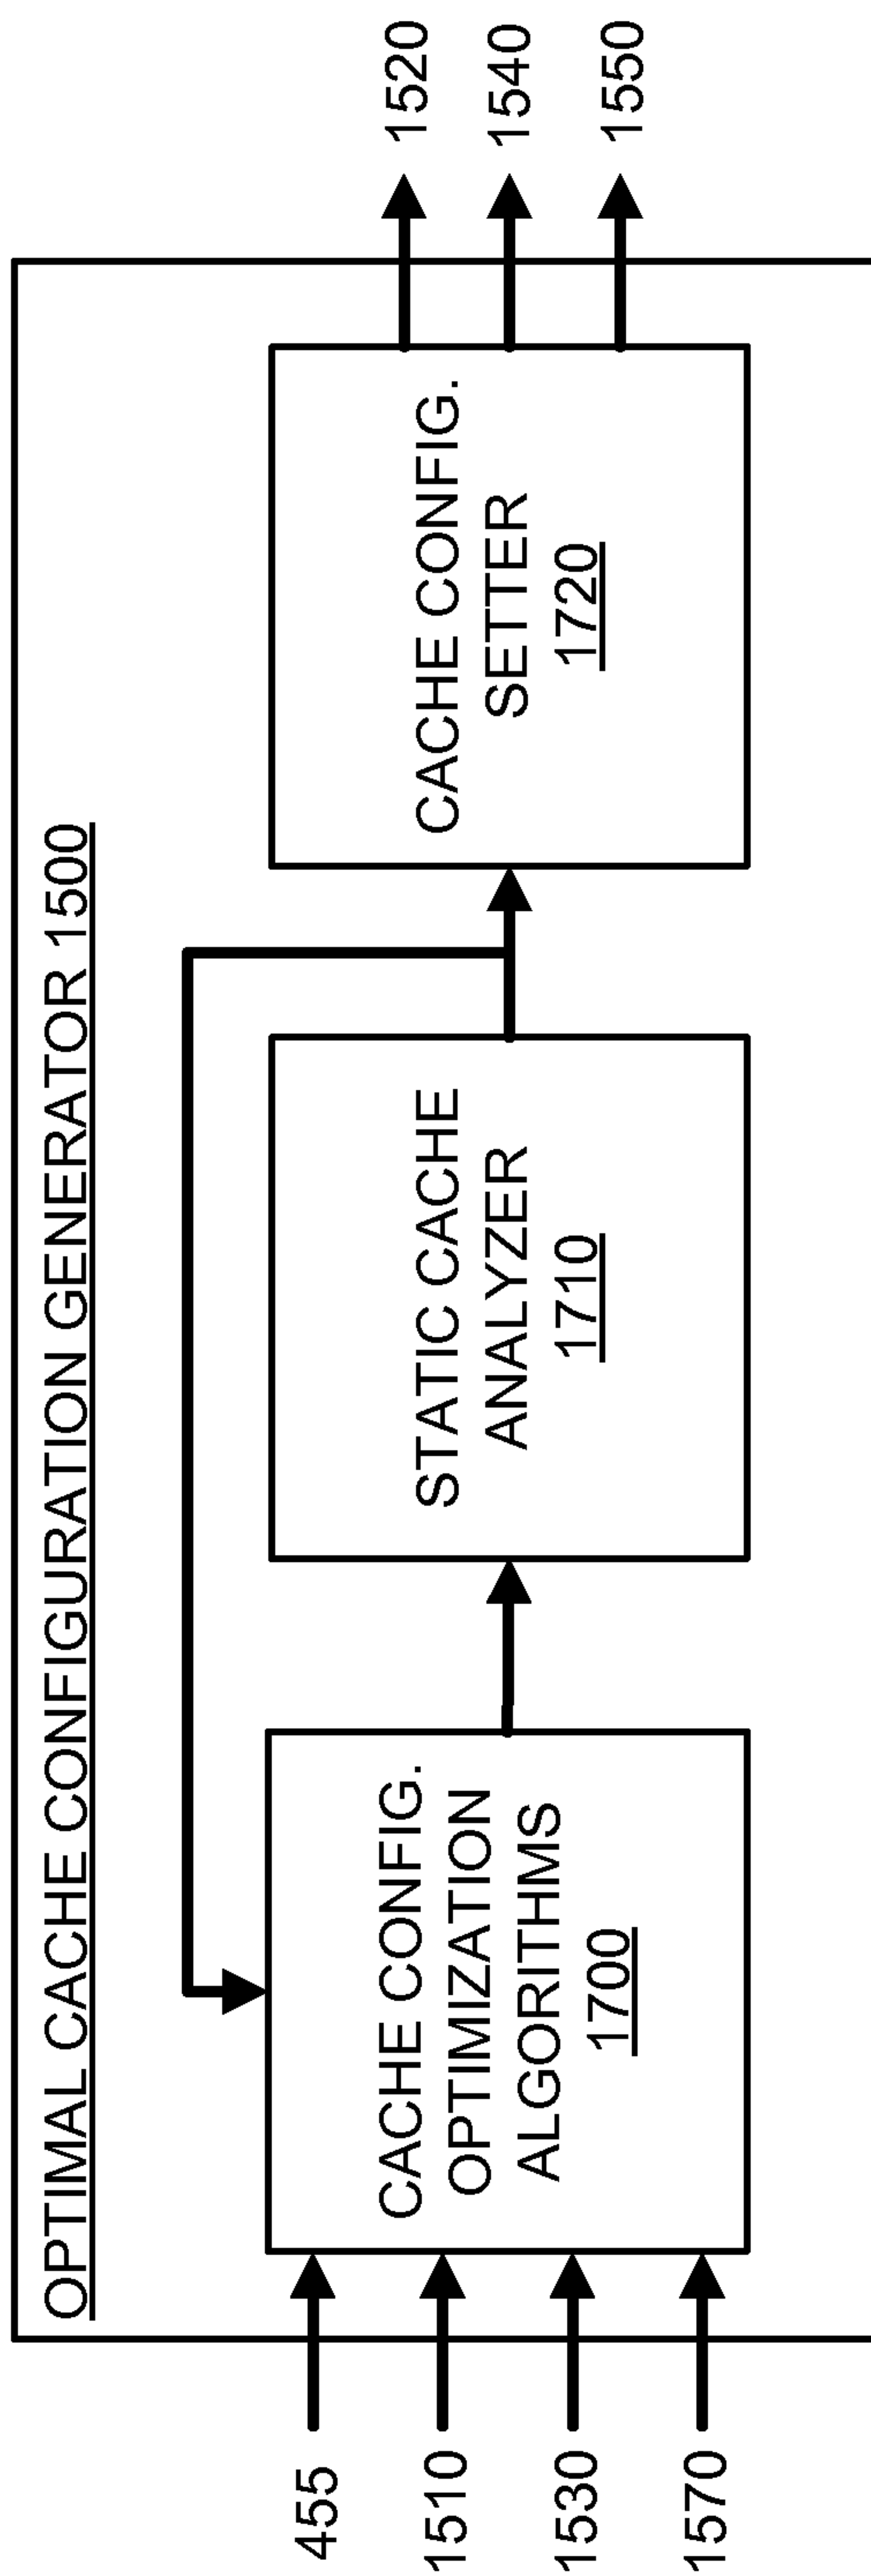 OPTIMAL CACHE CONFIGURATION GENERATOR 1500
455
1510
1530
1570
CACHE CONFIG.
OPTIMIZATION
ALGORITHMS
1700
STATIC CACHE
ANALYZER
1710
CACHE CONFIG.
SETTER
1720
1520
1540
1550